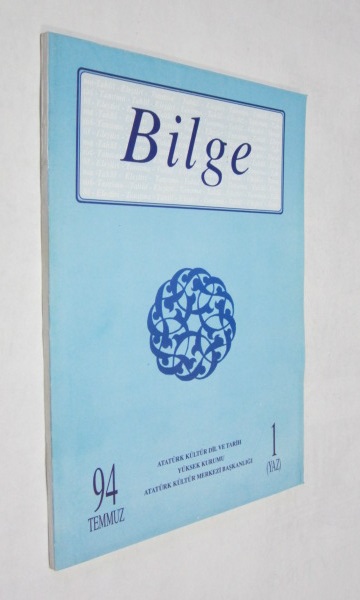 Bilge
ATATÜRK KÜLTÜR DİL VE TARİH
YÜKSEK KURUMU
ATATÜRK KÜLTÜR MERKEZİ BAŞKANLIĞI
94
TEMMUZ
1
(YAZ)